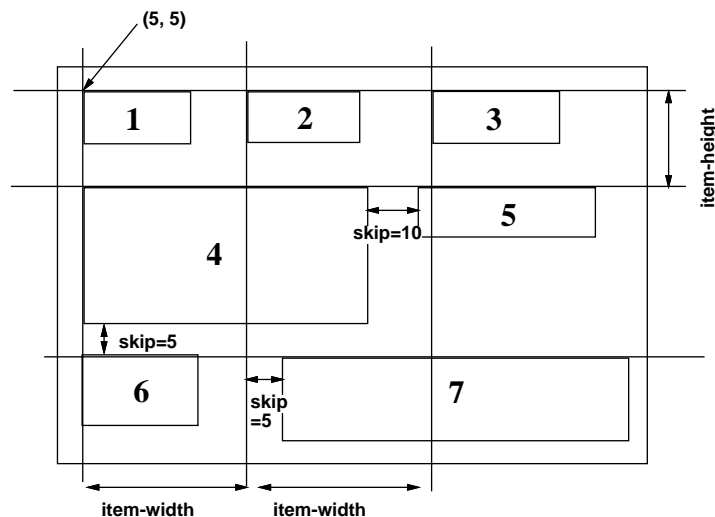 (5, 5)
1
2
3
item-height
4
skip=10
5
skip=5
6
skip
=5
7
item-width
item-width